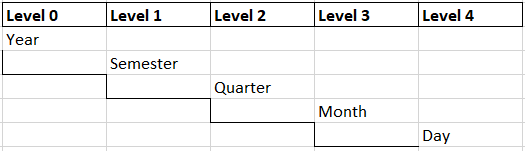 Level 0 Level 1 Level 2 Level 3 Level 4
Year
Semester
Quarter
Month
Day